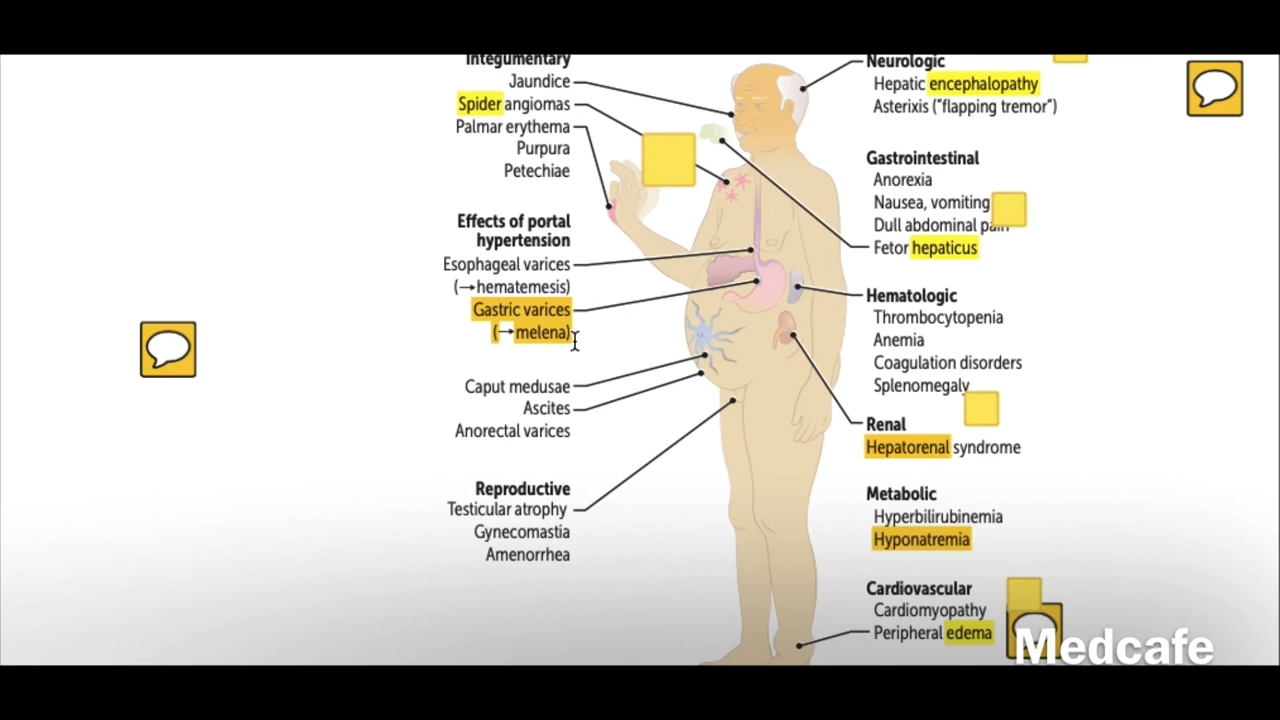 Integumentary
Jaundice
Spider angiomas
Palmar erythema
Purpura
Petechiae
Effects of portal
hypertension
Esophageal varices
(→hematemesis)
Gastric varices
(→melena)
Caput medusae
Ascites
Anorectal varices
Reproductive
Testicular atrophy
Gynecomastia
Amenorrhea
Neurologic
Hepatic encephalopathy
Asterixis ("flapping tremor")
Gastrointestinal
Anorexia
Nausea, vomiting
Dull abdominal pain
Fetor hepaticus
Hematologic
Thrombocytopenia
Anemia
Coagulation disorders
Splenomegaly
Renal
Hepatorenal syndrome
Metabolic
Hyperbilirubinemia
Hyponatremia
Cardiovascular
Cardiomyopathy
Peripheral edema
Medcafe